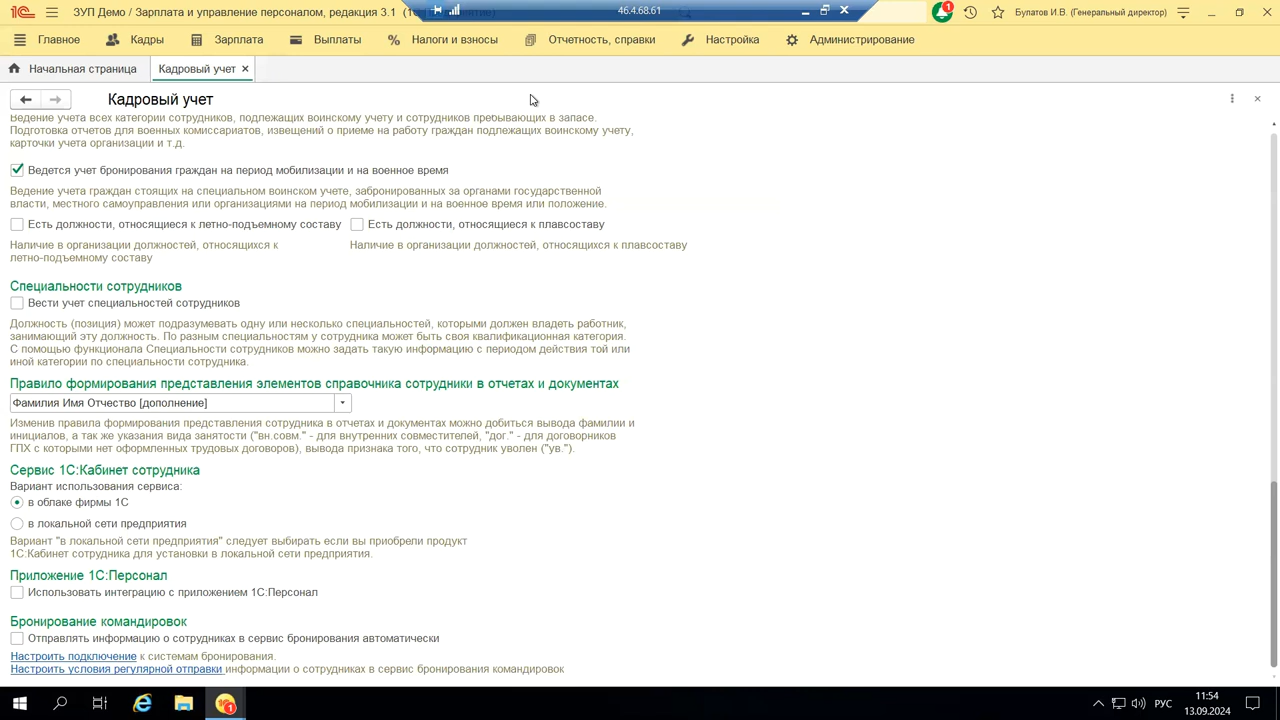 ЗУП Демо / Зарплата и управление персоналом, редакция 3.1 (1С
46.4.68.61
1
Булатов И.В. (Генеральный директор)
Главное Кадры Зарплата Выплаты Налоги и взносы Отчетность, справки Настройка Администрирование
Начальная страница Кадровый учет
Кадровый учет
Ведение учета всех категории сотрудников, подлежащих воинскому учету и сотрудников пребывающих в запасе.
Подготовка отчетов для военных комиссариатов, извещений о приеме на работу граждан подлежащих воинскому учету,
карточки учета организации и т.д.
Ведется учет бронирования граждан на период мобилизации и на военное время
Ведение учета граждан стоящих на специальном воинском учете, забронированных за органами государственной
власти, местного самоуправления или организациями на период мобилизации и на военное время или положение.
Есть должности, относящиеся к летно-подъемному составу Есть должности, относящиеся к плавсоставу
Наличие в организации должностей, относящихся к Наличие в организации должностей, относящихся к плавсоставу
летно-подъемному составу
Специальности сотрудников
Вести учет специальностей сотрудников
Должность (позиция) может подразумевать одну или несколько специальностей, которыми должен владеть работник,
занимающий эту должность. По разным специальностям у сотрудника может быть своя квалификационная категория.
С помощью функционала Специальности сотрудников можно задать такую информацию с периодом действия той или
иной категории по специальности сотрудника.
Правило формирования представления элементов справочника сотрудники в отчетах и документах
Фамилия Имя Отчество [дополнение]
Изменив правила формирования представления сотрудника в отчетах и документах можно добиться вывода фамилии и
инициалов, а так же указания вида занятости ("вн.совм." - для внутренних совместителей, "дог." - для договорников
ГПХ с которыми нет оформленных трудовых договоров), вывода признака того, что сотрудник уволен ("ув.").
Сервис 1С:Кабинет сотрудника
Вариант использования сервиса:
в облаке фирмы 1С
в локальной сети предприятия
Вариант "в локальной сети предприятия" следует выбирать если вы приобрели продукт
1С:Кабинет сотрудника для установки в локальной сети предприятия.
Приложение 1С:Персонал
Использовать интеграцию с приложением 1С:Персонал
Бронирование командировок
Отправлять информацию о сотрудниках в сервис бронирования автоматически
Настроить подключение к системам бронирования.
Настроить условия регулярной отправки информации о сотрудниках в сервис бронирования командировок
РУС
11:54
13.09.2024